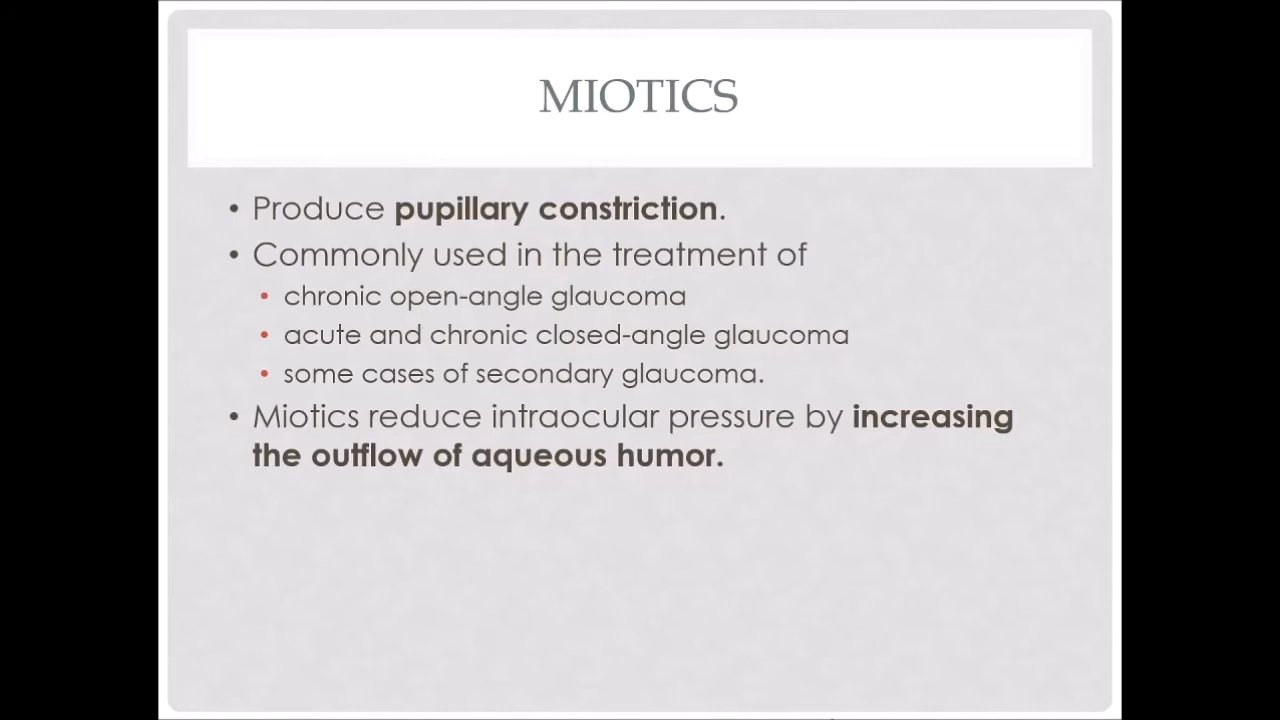 MIOTICS
• Produce pupillary constriction.
• Commonly used in the treatment of
• chronic open-angle glaucoma
• acute and chronic closed-angle glaucoma
• some cases of secondary glaucoma.
• Miotics reduce intraocular pressure by increasing
the outflow of aqueous humor.